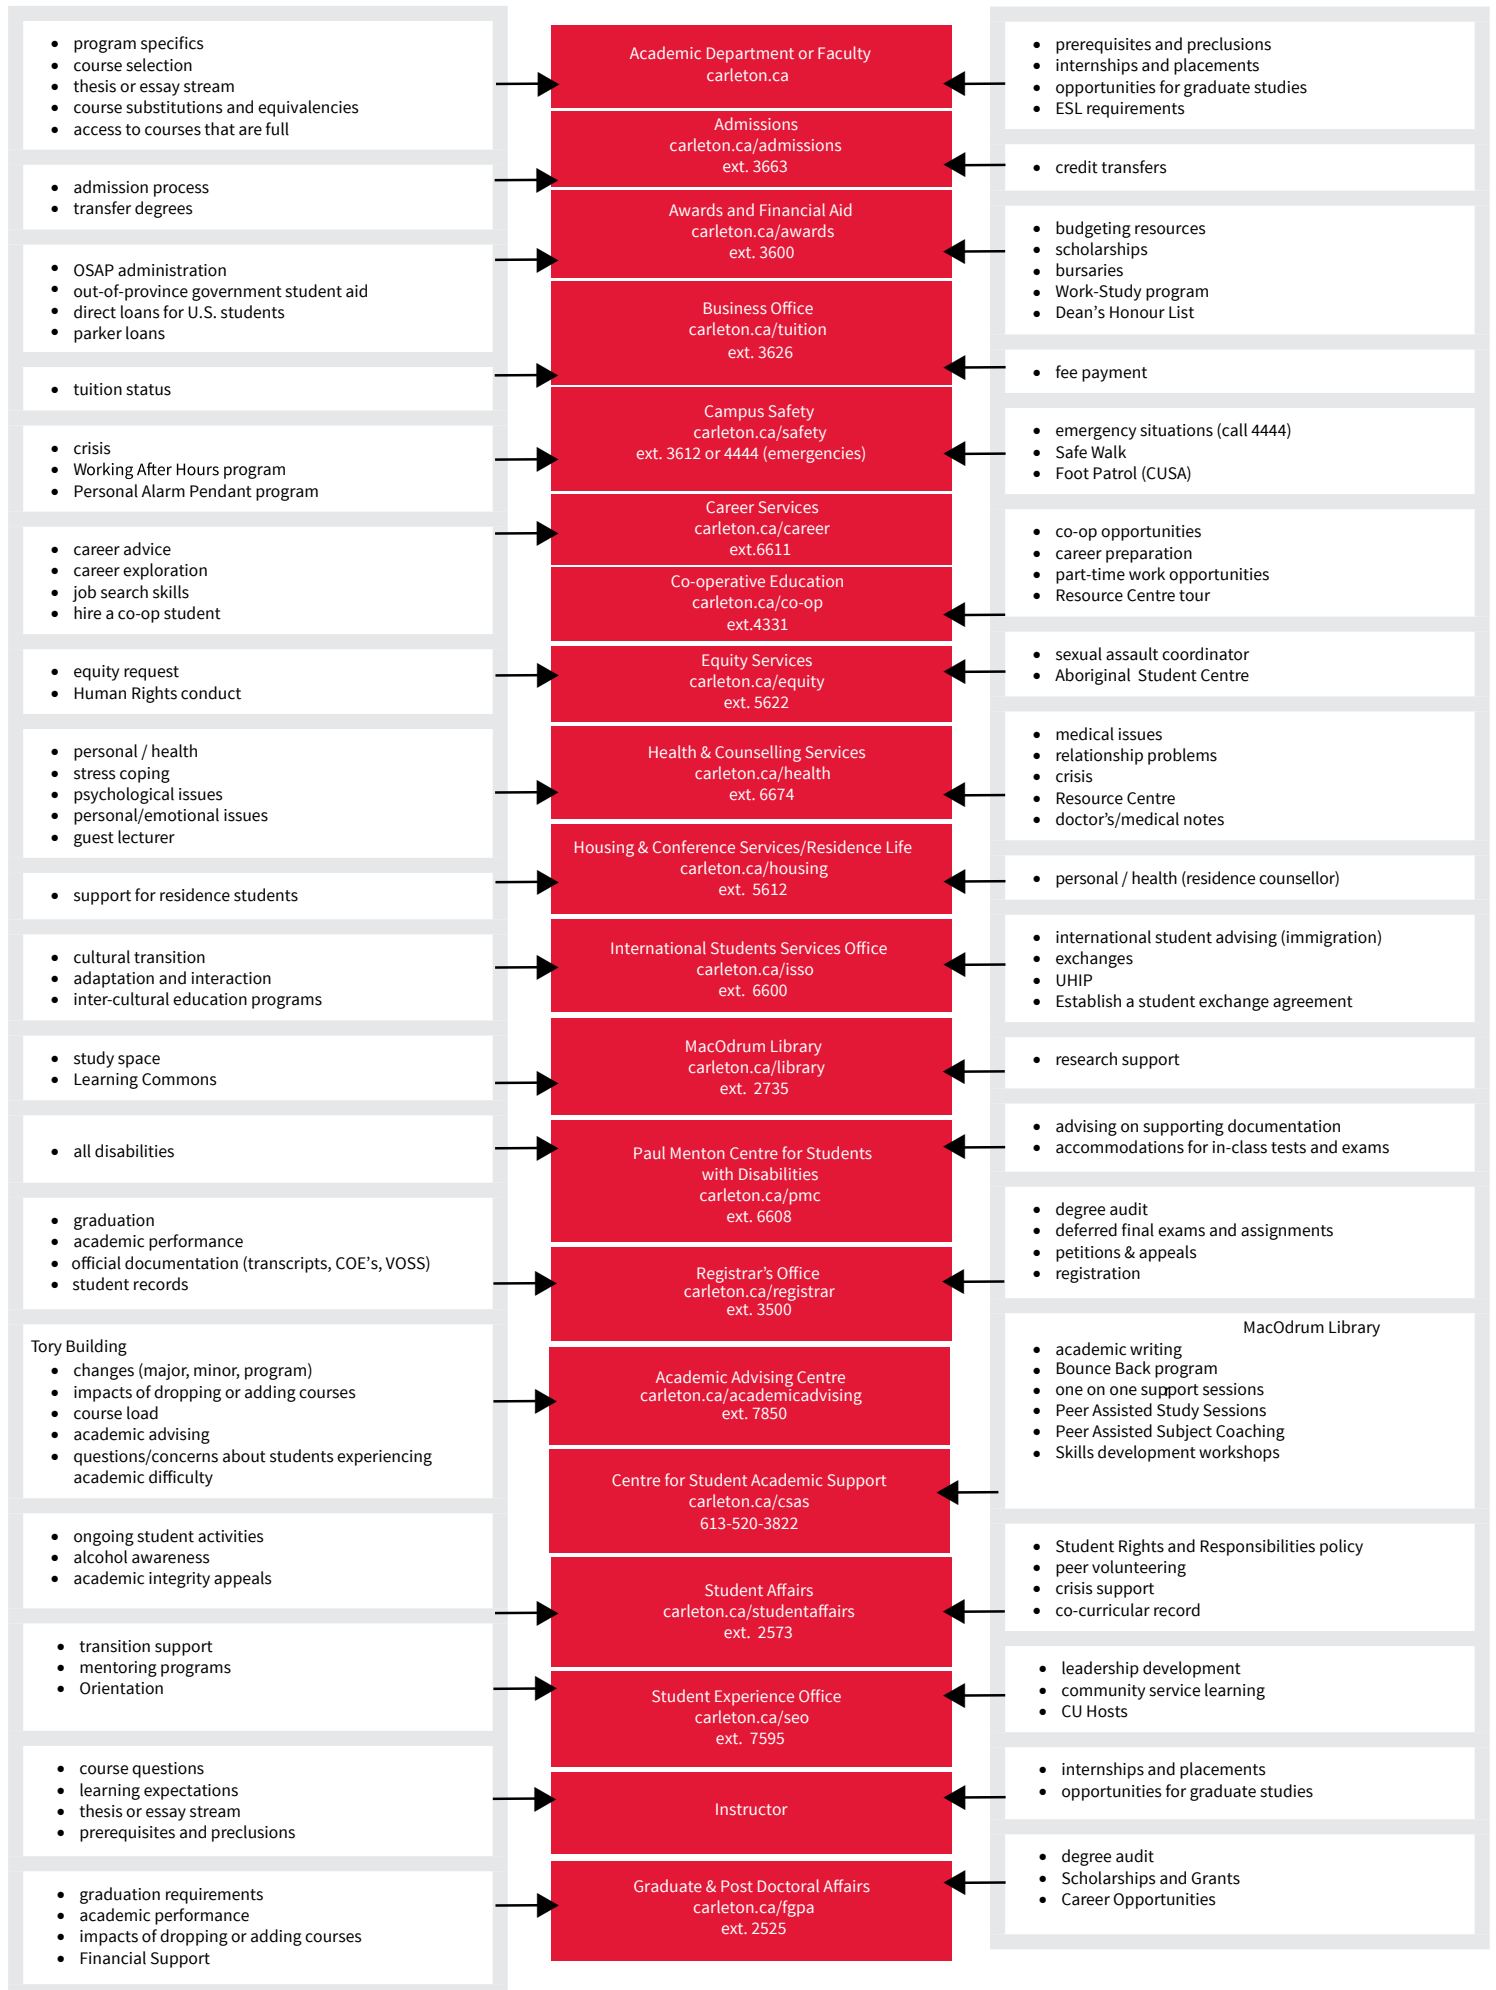 program specifics
course selection
thesis or essay stream
course substitutions and equivalencies
access to courses that are full
admission process
transfer degrees
OSAP administration
out-of-province government student aid
direct loans for U.S. students
parker loans
tuition status
crisis
Working After Hours program
Personal Alarm Pendant program
career advice
career exploration
job search skills
hire a co-op student
equity request
Human Rights conduct
personal / health
stress coping
psychological issues
personal/emotional issues
guest lecturer
support for residence students
cultural transition
adaptation and interaction
inter-cultural education programs
study space
Learning Commons
all disabilities
graduation
academic performance
official documentation (transcripts, COE's, VOSS)
student records
Tory Building
changes (major, minor, program)
impacts of dropping or adding courses
course load
academic advising
questions/concerns about students experiencing
academic difficulty
ongoing student activities
alcohol awareness
academic integrity appeals
transition support
mentoring programs
Orientation
course questions
learning expectations
thesis or essay stream
prerequisites and preclusions
graduation requirements
academic performance
impacts of dropping or adding courses
Financial Support
Academic Department or Faculty
carleton.ca
Admissions
carleton.ca/admissions
ext. 3663
Awards and Financial Aid
carleton.ca/awards
ext. 3600
Business Office
carleton.ca/tuition
ext. 3626
Campus Safety
carleton.ca/safety
ext. 3612 or 4444 (emergencies)
Career Services
carleton.ca/career
ext.6611
Co-operative Education
carleton.ca/co-op
ext.4331
Equity Services
carleton.ca/equity
ext. 5622
Health & Counselling Services
carleton.ca/health
ext. 6674
Housing & Conference Services/Residence Life
carleton.ca/housing
ext. 5612
International Students Services Office
carleton.ca/isso
ext. 6600
MacOdrum Library
carleton.ca/library
ext. 2735
Paul Menton Centre for Students
with Disabilities
carleton.ca/pmc
ext. 6608
Registrar's Office
carleton.ca/registrar
ext. 3500
Academic Advising Centre
carleton.ca/academicadvising
ext. 7850
Centre for Student Academic Support
carleton.ca/csas
613-520-3822
Student Affairs
carleton.ca/studentaffairs
ext. 2573
Student Experience Office
carleton.ca/seo
ext. 7595
Instructor
Graduate & Post Doctoral Affairs
carleton.ca/fgpa
ext. 2525
prerequisites and preclusions
internships and placements
opportunities for graduate studies
ESL requirements
credit transfers
budgeting resources
scholarships
bursaries
Work-Study program
Dean's Honour List
fee payment
emergency situations (call 4444)
Safe Walk
Foot Patrol (CUSA)
co-op opportunities
career preparation
part-time work opportunities
Resource Centre tour
sexual assault coordinator
Aboriginal Student Centre
medical issues
relationship problems
crisis
Resource Centre
doctor's/medical notes
personal / health (residence counsellor)
international student advising (immigration)
exchanges
UHIP
Establish a student exchange agreement
research support
advising on supporting documentation
accommodations for in-class tests and exams
degree audit
deferred final exams and assignments
petitions & appeals
registration
MacOdrum Library
academic writing
Bounce Back program
one on one support sessions
Peer Assisted Study Sessions
Peer Assisted Subject Coaching
Skills development workshops
Student Rights and Responsibilities policy
peer volunteering
crisis support
co-curricular record
leadership development
community service learning
CU Hosts
internships and placements
opportunities for graduate studies
degree audit
Scholarships and Grants
Career Opportunities